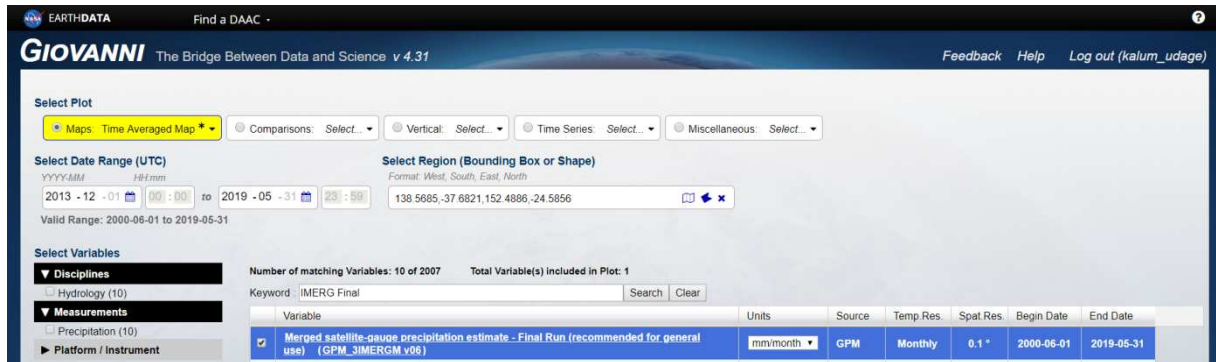 EARTHDATA Find a DAAC
GIOVANNI The Bridge Between Data and Science v 4.31 Feedback Help Log out (kalum_udage)
Select Plot
Maps: Time Averaged Map * Comparisons: Select... Vertical: Select... Time Series: Select... Miscellaneous: Select...
Select Date Range (UTC) Select Region (Bounding Box or Shape)
YYYY-MM HH:mm Format: West, South, East, North
2013 - 12 - 01 00 : 00 to 2019 - 05 - 31 23 : 59 138.5685,-37.6821,152.4886,-24.5856
Valid Range: 2000-06-01 to 2019-05-31
Select Variables
▼ Disciplines Number of matching Variables: 10 of 2007 Total Variable(s) included in Plot: 1
Hydrology (10) Keyword : IMERG Final Search Clear
▼ Measurements Variable Units Source Temp.Res. Spat.Res. Begin Date End Date
Precipitation (10) Merged satellite-gauge precipitation estimate - Final Run (recommended for general
► Platform / Instrument use) (GPM_3IMERGM v06) mm/month GPM Monthly 0.1 ° 2000-06-01 2019-05-31